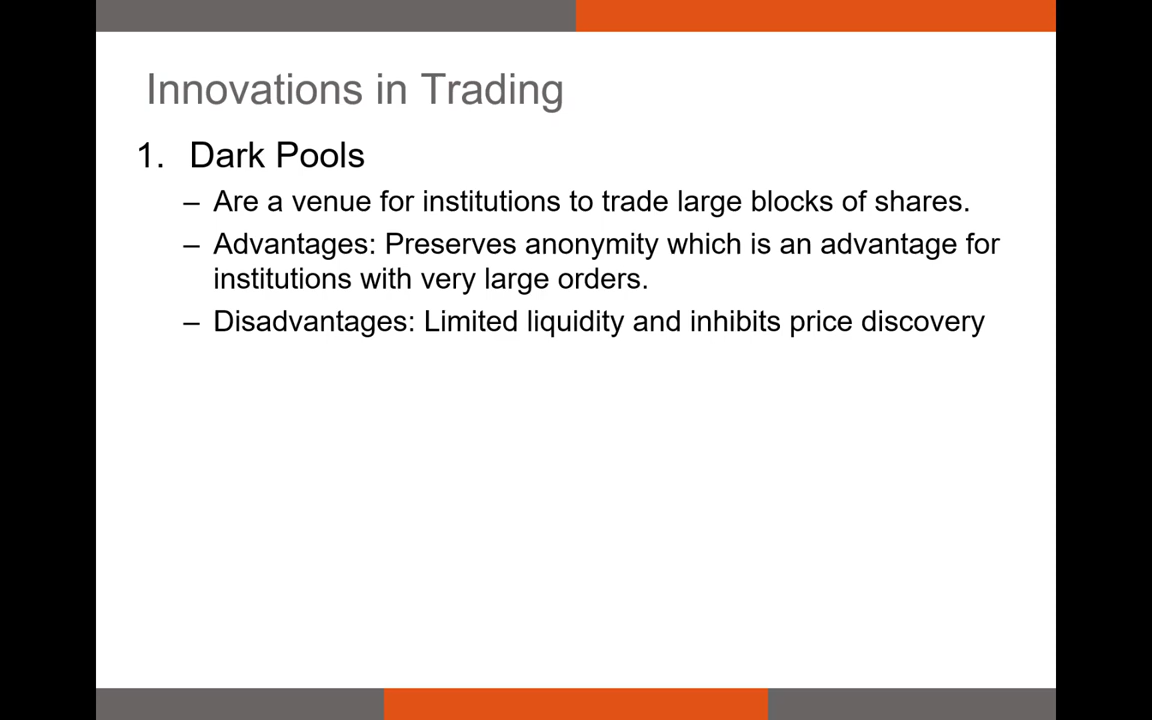 Innovations in Trading
1. Dark Pools
– Are a venue for institutions to trade large blocks of shares.
– Advantages: Preserves anonymity which is an advantage for
institutions with very large orders.
– Disadvantages: Limited liquidity and inhibits price discovery